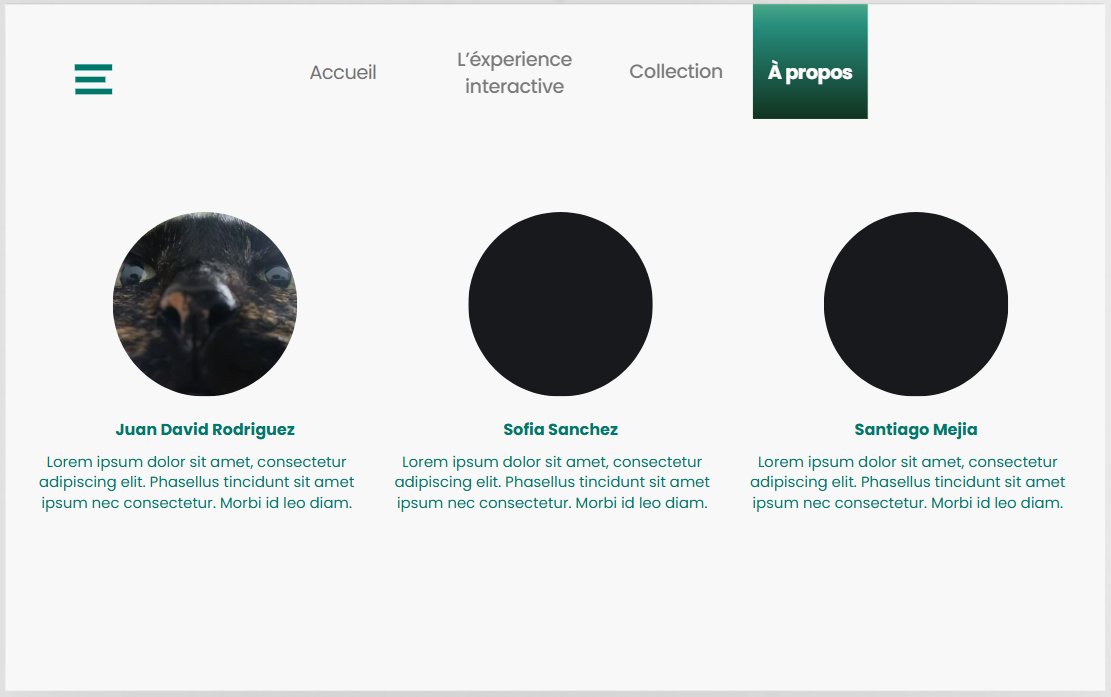 Accueil
L’éxperience
interactive
Collection
À propos
Juan David Rodriguez
Lorem ipsum dolor sit amet, consectetur
adipiscing elit. Phasellus tincidunt sit amet
ipsum nec consectetur. Morbi id leo diam.
Sofia Sanchez
Lorem ipsum dolor sit amet, consectetur
adipiscing elit. Phasellus tincidunt sit amet
ipsum nec consectetur. Morbi id leo diam.
Santiago Mejia
Lorem ipsum dolor sit amet, consectetur
adipiscing elit. Phasellus tincidunt sit amet
ipsum nec consectetur. Morbi id leo diam.